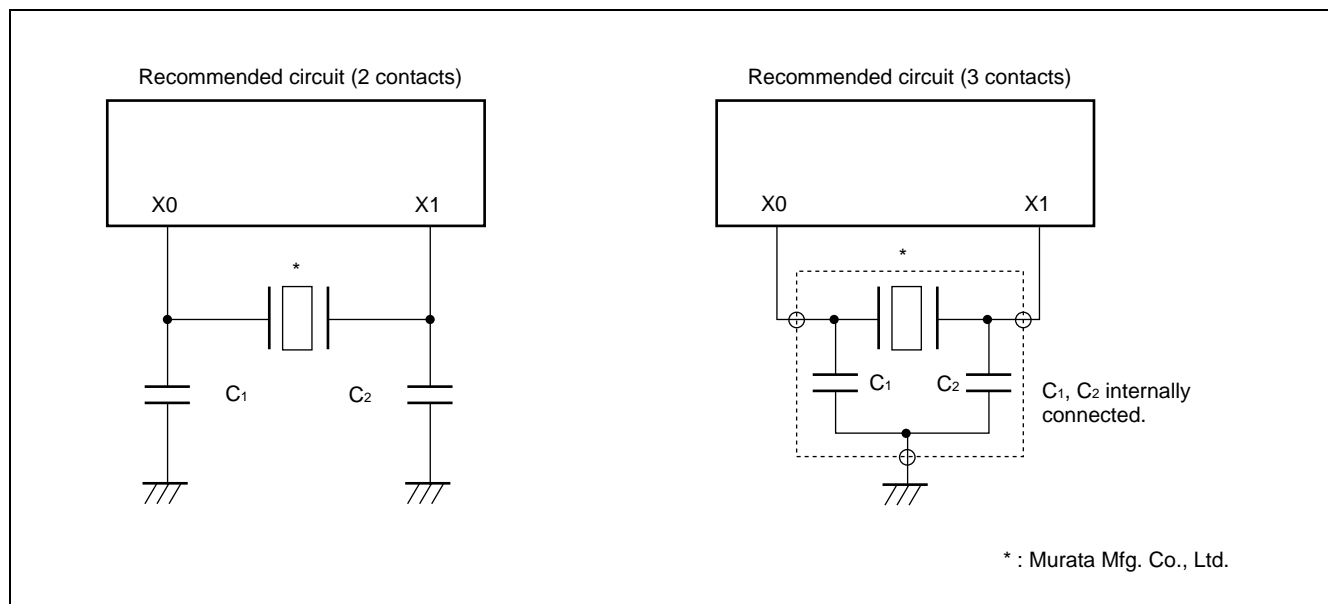 Recommended circuit (2 contacts)
X0
X1
*
C1
C2
Recommended circuit (3 contacts)
X0
X1
*
C1
C2
C1, C2 internally
connected.
* : Murata Mfg. Co., Ltd.